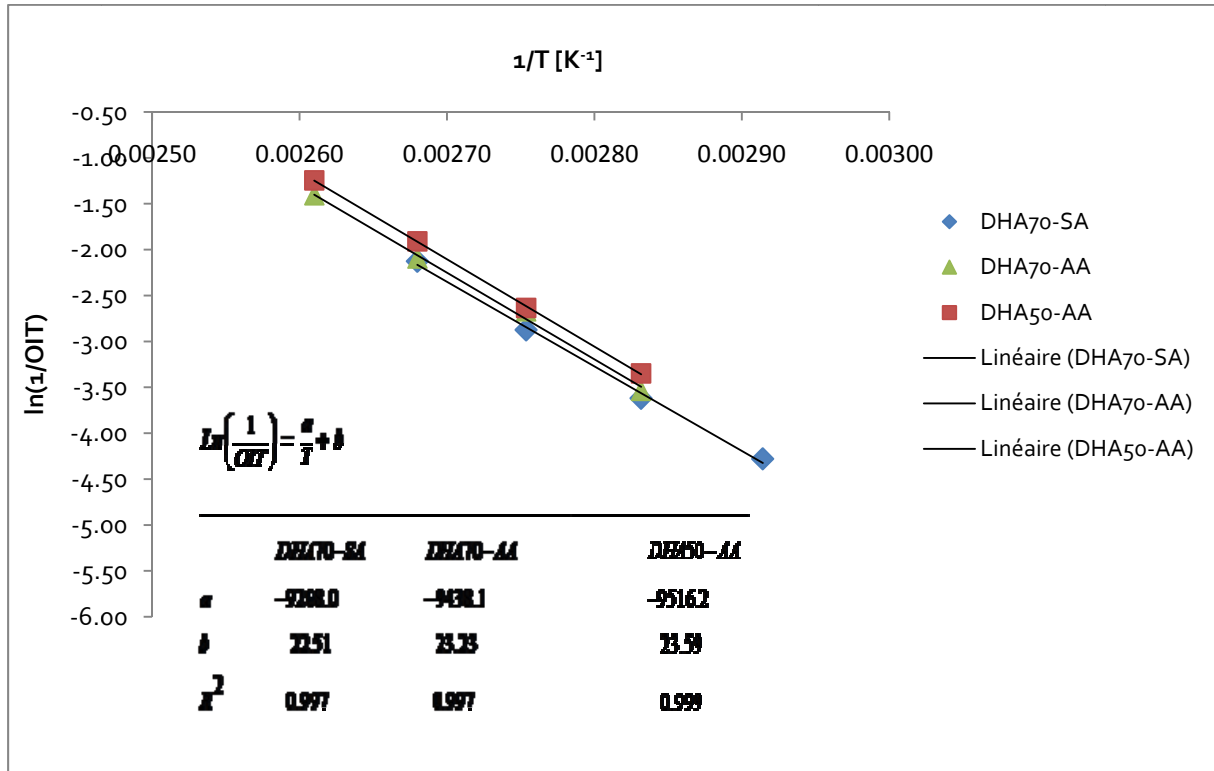 1/T [K⁻¹]
-0.50
0.00250 0.00260 0.00270 0.00280 0.00290 0.00300
-1.00
-1.50
-2.00
-2.50
-3.00
-3.50
-4.00
-4.50
-5.00
-5.50
-6.00
ln(1/OIT)
DHA70-SA
DHA70-AA
DHA50-AA
Linéaire (DHA70-SA)
Linéaire (DHA70-AA)
Linéaire (DHA50-AA)
Ln(1/OIT) = a/T + b
DHA70-SA DHA70-AA DHA50-AA
a -9438.1 -9516.2
b 22.51 23.23 23.59
R² 0.997 0.997 0.999